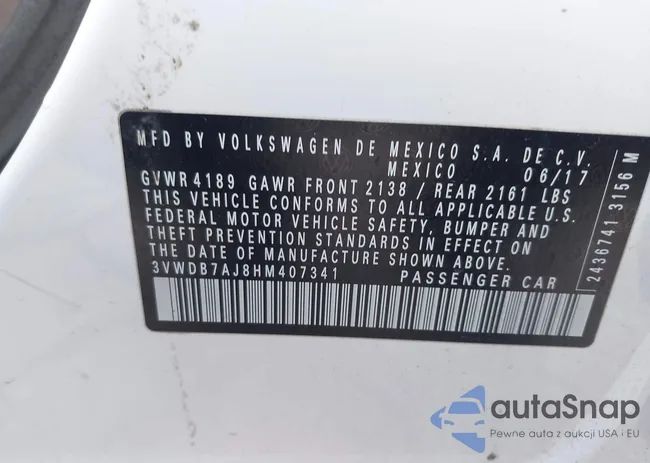 MFD BY VOLKSWAGEN DE MEXICO S.A. DE C.V.
MEXICO 06/17
GVWR 4189 GAWR FRONT 2138 / REAR 2161 LBS
THIS VEHICLE CONFORMS TO ALL APPLICABLE U.S.
FEDERAL MOTOR VEHICLE SAFETY, BUMPER AND
THEFT PREVENTION STANDARDS IN EFFECT ON
THE DATE OF MANUFACTURE SHOWN ABOVE.
3VWDB7AJ8HM407341 PASSENGER CAR
2436741 3156 M
autaSnap
Pewne auta z aukcji USA i EU